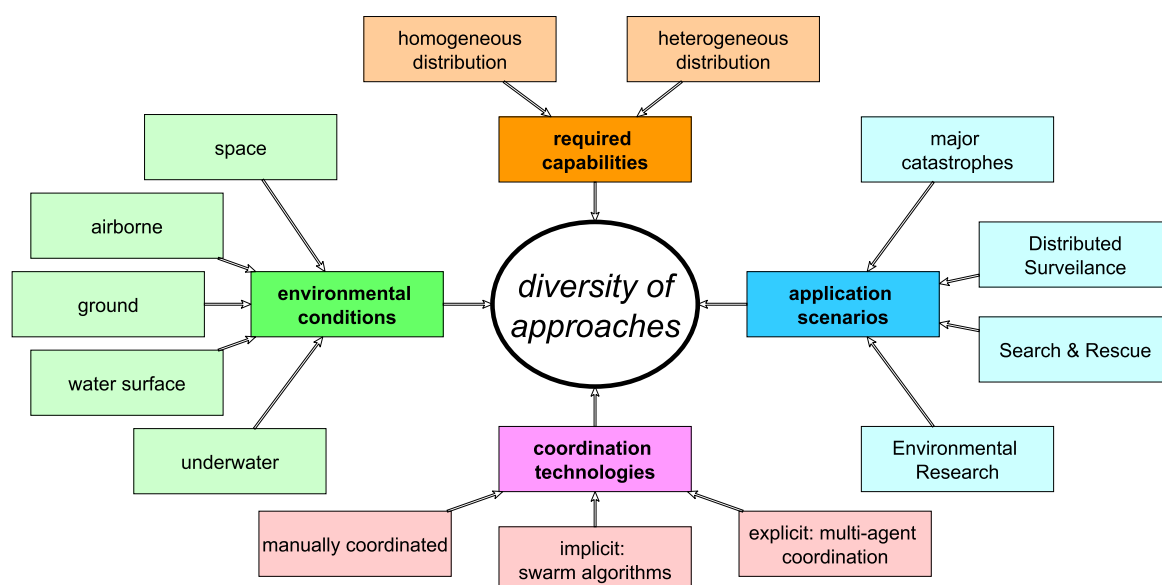 homogeneous
distribution
heterogeneous
distribution
required
capabilities
space
airborne
ground
water surface
underwater
environmental
conditions
diversity of
approaches
application
scenarios
major
catastrophes
Distributed
Surveilance
Search & Rescue
Environmental
Research
coordination
technologies
manually coordinated
implicit:
swarm algorithms
explicit: multi-agent
coordination